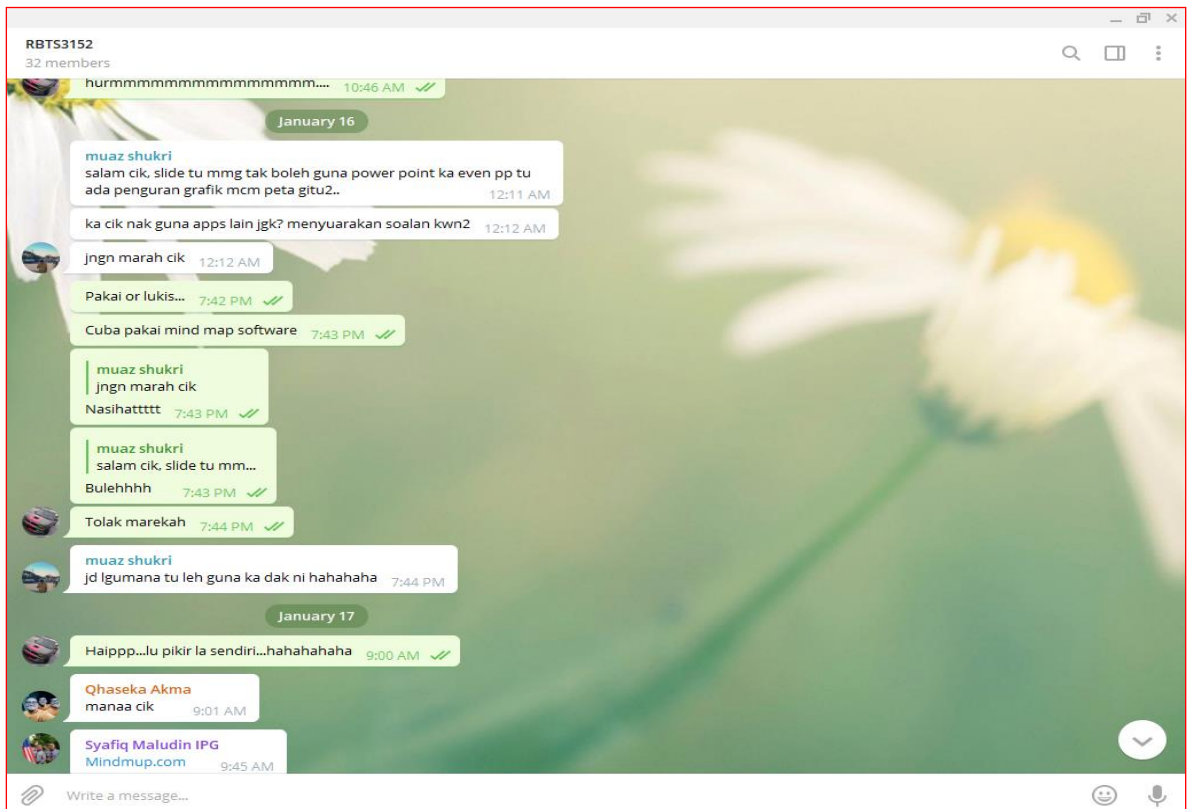 RBTS3152
32 members
hurmmmmmmmmmmmmmmmm.... 10:46 AM
January 16
muaz shukri
salam cik, slide tu mmg tak boleh guna power point ka even pp tu
ada penguran grafik mcm peta gitu2.. 12:11 AM
ka cik nak guna apps lain jgk? menyuarakan soalan kwn2 12:12 AM
jngn marah cik 12:12 AM
Pakai or lukis... 7:42 PM
Cuba pakai mind map software 7:43 PM
muaz shukri
jngn marah cik
Nasihattttt 7:43 PM
muaz shukri
salam cik, slide tu mm...
Bulehhhh 7:43 PM
Tolak marekah 7:44 PM
muaz shukri
jd lgumana tu leh guna ka dak ni hahahaha 7:44 PM
January 17
Haippp...lu pikir la sendiri...hahahahaha 9:00 AM
Qhaseka Akma
manaa cik 9:01 AM
Syafiq Maludin IPG
Mindmup.com 9:45 AM
Write a message...